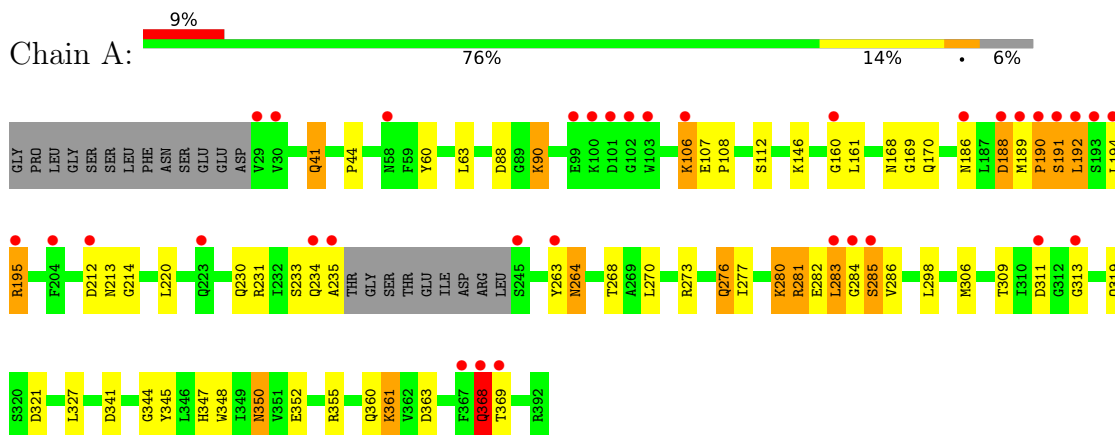 9%
Chain A:
76% 14% • 6%
GLY PRO LEU GLY SER SER LEU PHE ASN SER GLU GLU ASP V29 V30 N58 F59 Y60 L63 D88 G89 K90 E99 K100 D101 G102 W103 K106 E107 P108 S112 K146 G160 L161 N168 G169 Q170 N186 L187 D188 M189 P190 S191 L192 S193 L194
R195 F204 D212 N213 G214 L220 Q223 Q230 R231 I232 S233 Q234 A235 THR GLY SER THR GLU ILE ASP ARG LEU S245 Y263 N264 T268 A269 L270 R273 Q276 I277 K280 R281 E282 L283 G284 S285 V286 L298 M306 T309 I310 D311 G312 G313
S320 D321 L327 D341 G344 Y345 L346 H347 W348 I349 N350 V351 E352 R355 Q360 K361 V362 D363 F367 Q368 T369 R392